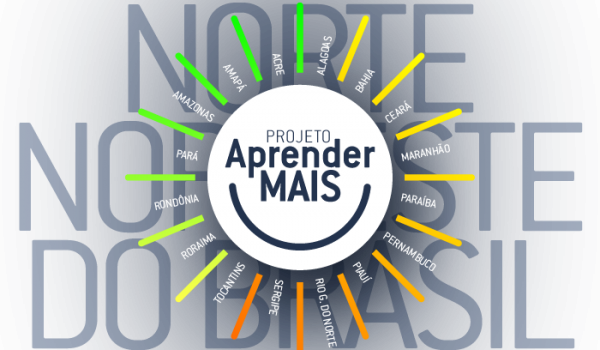 NORTE
NORDESTE
DO BRASIL
PROJETO
Aprender
MAIS
ALAGOAS
BAHIA
CEARÁ
MARANHÃO
PARAÍBA
PERNAMBUCO
PIAUÍ
RIO G. DO NORTE
SERGIPE
TOCANTINS
RORAIMA
RONDÔNIA
PARÁ
AMAZONAS
AMAPÁ
ACRE